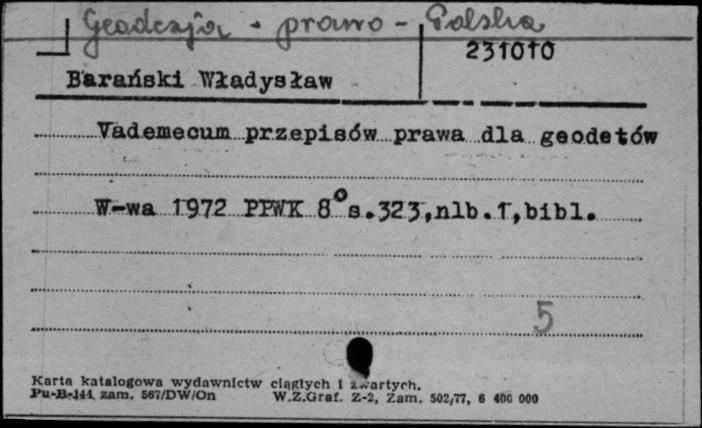 Geodezja - prawo - Polska
231010
Barański Władysław
Vademecum przepisów prawa dla geodetów
W-wa 1972 PPWK 8° s.323,nlb.1,bibl.
5
Karta katalogowa wydawnictw ciągłych i zwartych.
Pu-B-144 zam. 567/DW/On W.Z.Graf. Z-2, Zam. 502/77, 6 400 000